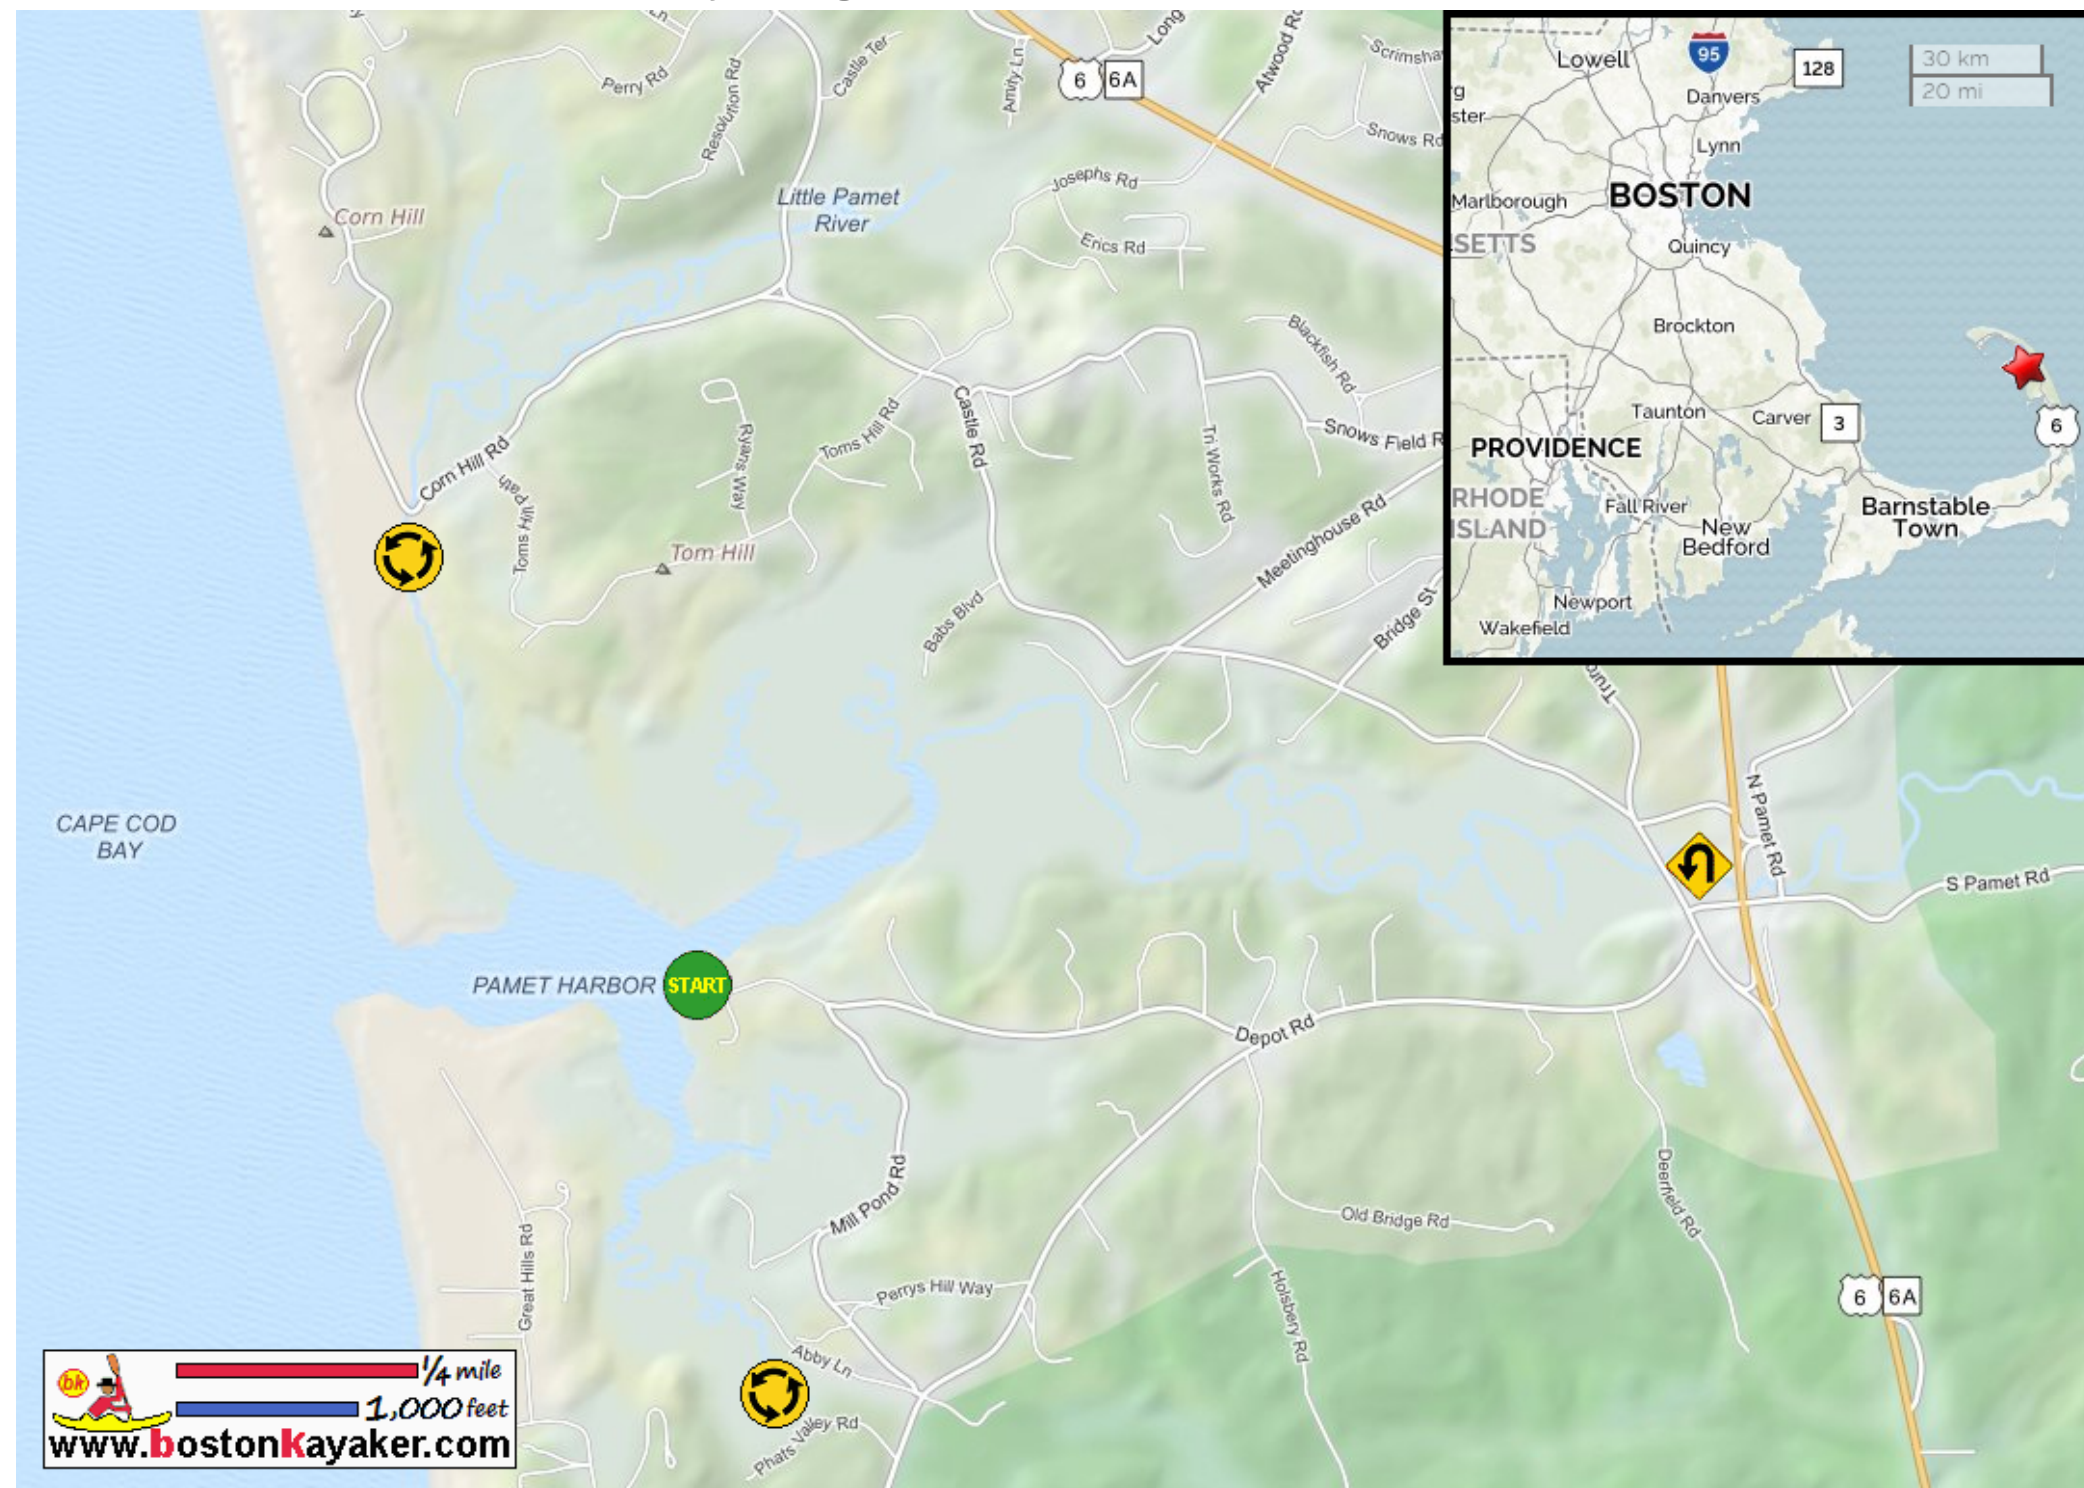 Perry Rd
Resolution Rd
Castle Ter
Amity Ln
6
6A
Long
Atwood Rd
Scrimsha
Snows Rd
Little Pamet
River
Josephs Rd
Erics Rd
Corn Hill
Blackfish Rd
Snows Field R
Corn Hill Rd
Toms Hill Path
Ryans Way
Toms Hill Rd
Castle Rd
Tri Works Rd
Meetinghouse Rd
Tom Hill
Babs Blvd
Bridge St
Truro
N Pamet Rd
S Pamet Rd
CAPE COD
BAY
PAMET HARBOR
START
Depot Rd
Mill Pond Rd
Great Hills Rd
Perrys Hill Way
Old Bridge Rd
Deerfield Rd
Holsbery Rd
Abby Ln
Phats Valley Rd
6
6A
Lowell
95
128
30 km
20 mi
Danvers
Lynn
Marlborough
BOSTON
SETTS
Quincy
Brockton
Taunton
Carver
3
6
PROVIDENCE
RHODE
ISLAND
Fall River
New
Bedford
Barnstable
Town
Newport
Wakefield
bk
1/4 mile
1,000 feet
www.bostonkayaker.com